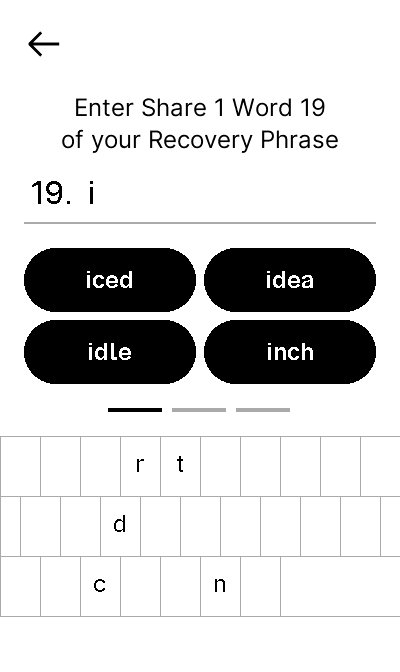 Enter Share 1 Word 19
of your Recovery Phrase
19. i
iced idea
idle inch
r t
d
c n